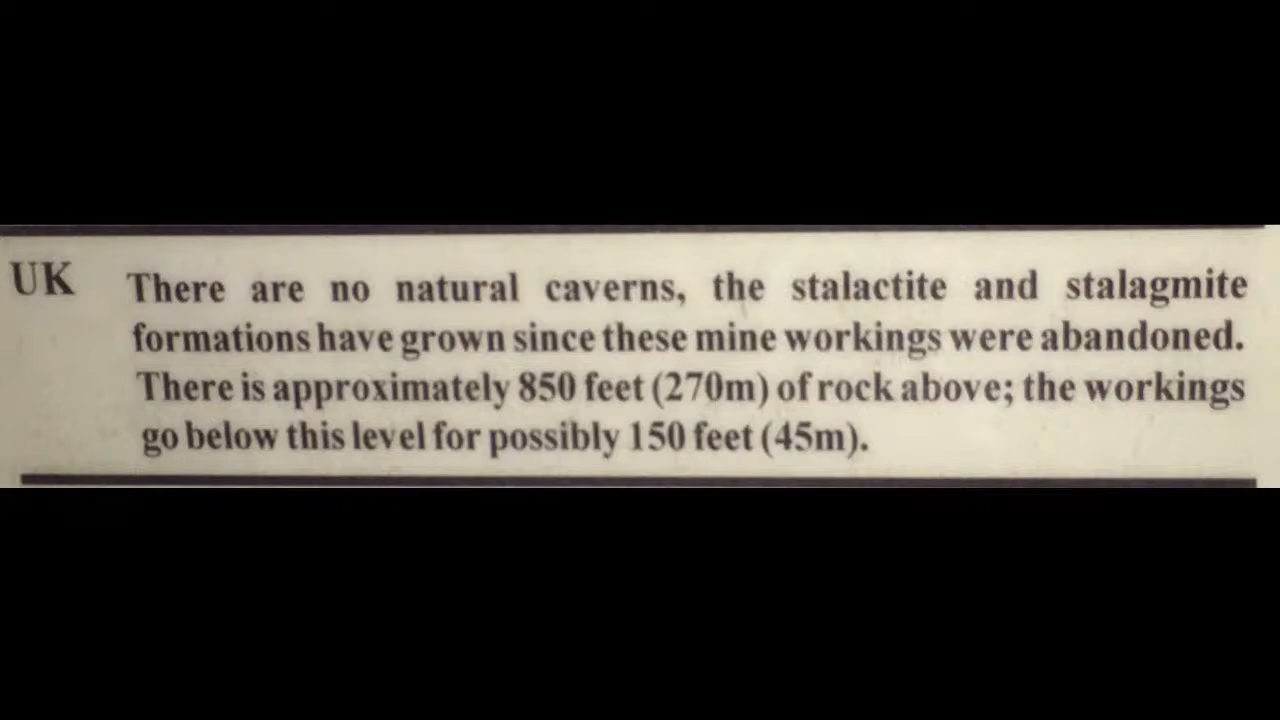 UK There are no natural caverns, the stalactite and stalagmite
formations have grown since these mine workings were abandoned.
There is approximately 850 feet (270m) of rock above; the workings
go below this level for possibly 150 feet (45m).